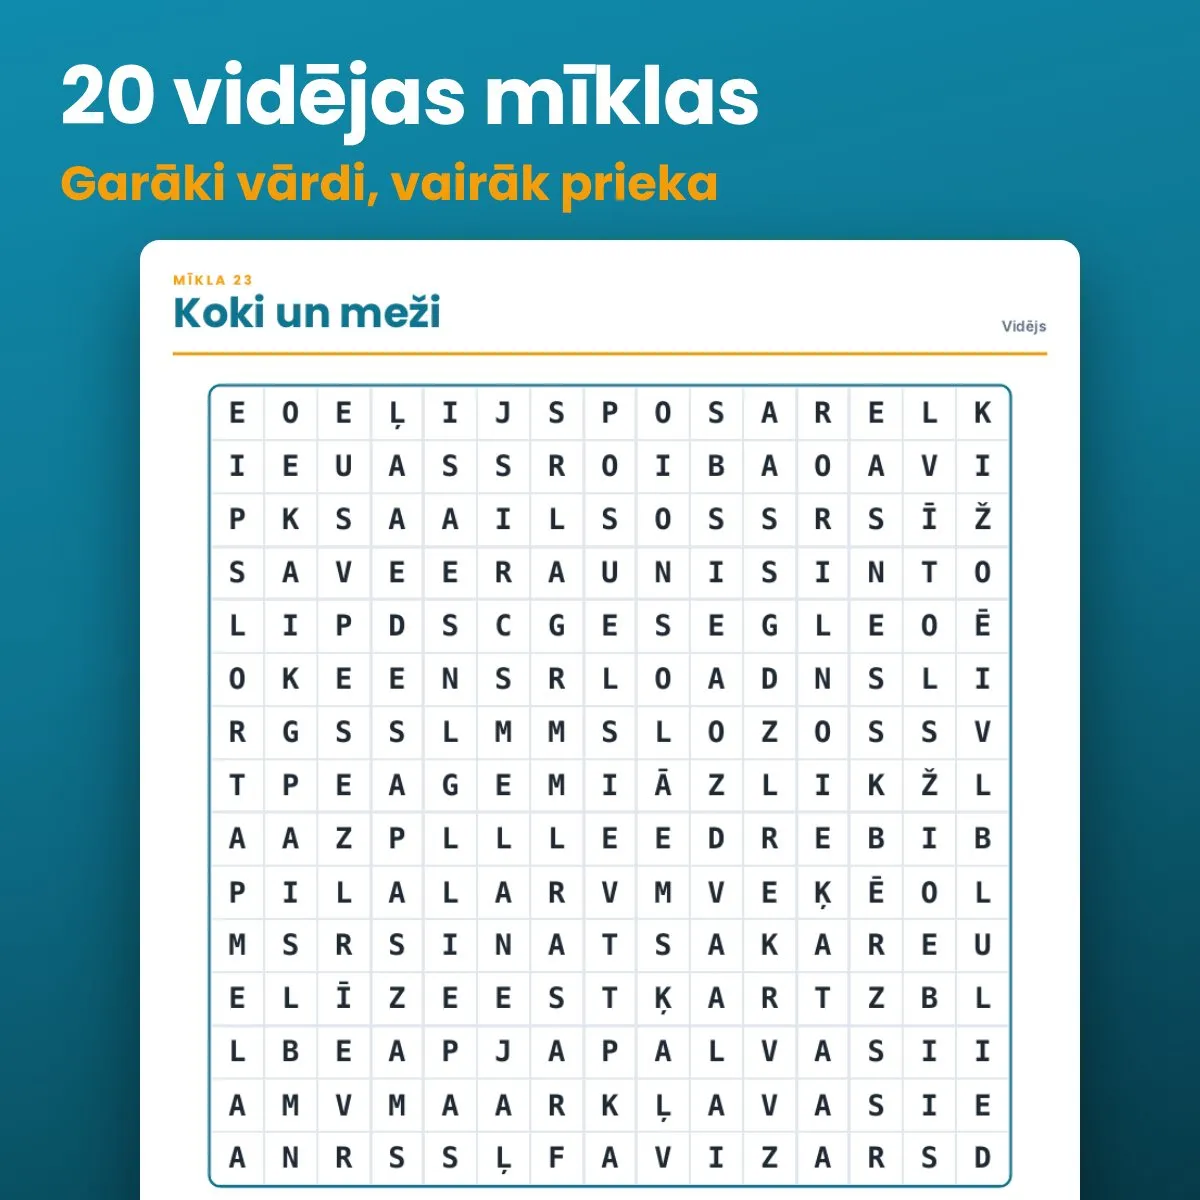 20 vidējas mīklas
Garāki vārdi, vairāk prieka
MĪKLA 23
Koki un meži
Vidējs
E O E Ļ I J S P O S A R E L K
I E U A S S R O I B A O A V I
P K S A A I L S O S S R S Ī Ž
S A V E E R A U N I S I N T O
L I P D S C G E S E G L E O Ē
O K E E N S R L O A D N S L I
R G S S L M M S L O Z O S S V
T P E A G E M I Ā Z L I K Ž L
A A Z P L L L E E D R E B I B
P I L A L A R V M V E Ķ Ē O L
M S R S I N A T S A K A R E U
E L Ī Z E E S T Ķ A R T Z B L
L B E A P J A P A L V A S I I
A M V M A A R K Ļ A V A S I E
A N R S S Ļ F A V I Z A R S D